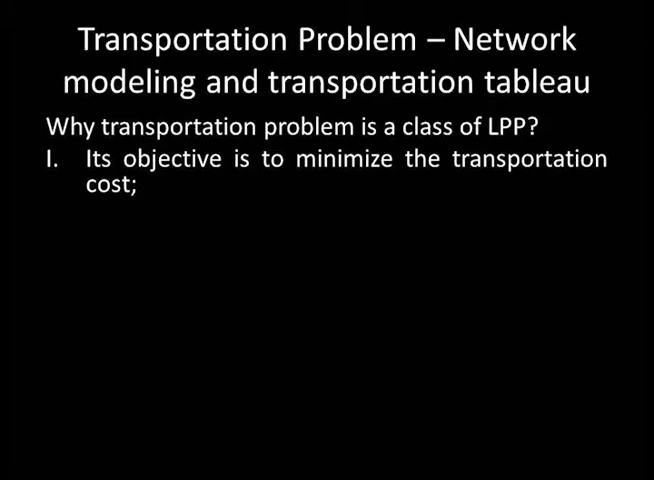 Transportation Problem – Network
modeling and transportation tableau
Why transportation problem is a class of LPP?
I. Its objective is to minimize the transportation
cost;